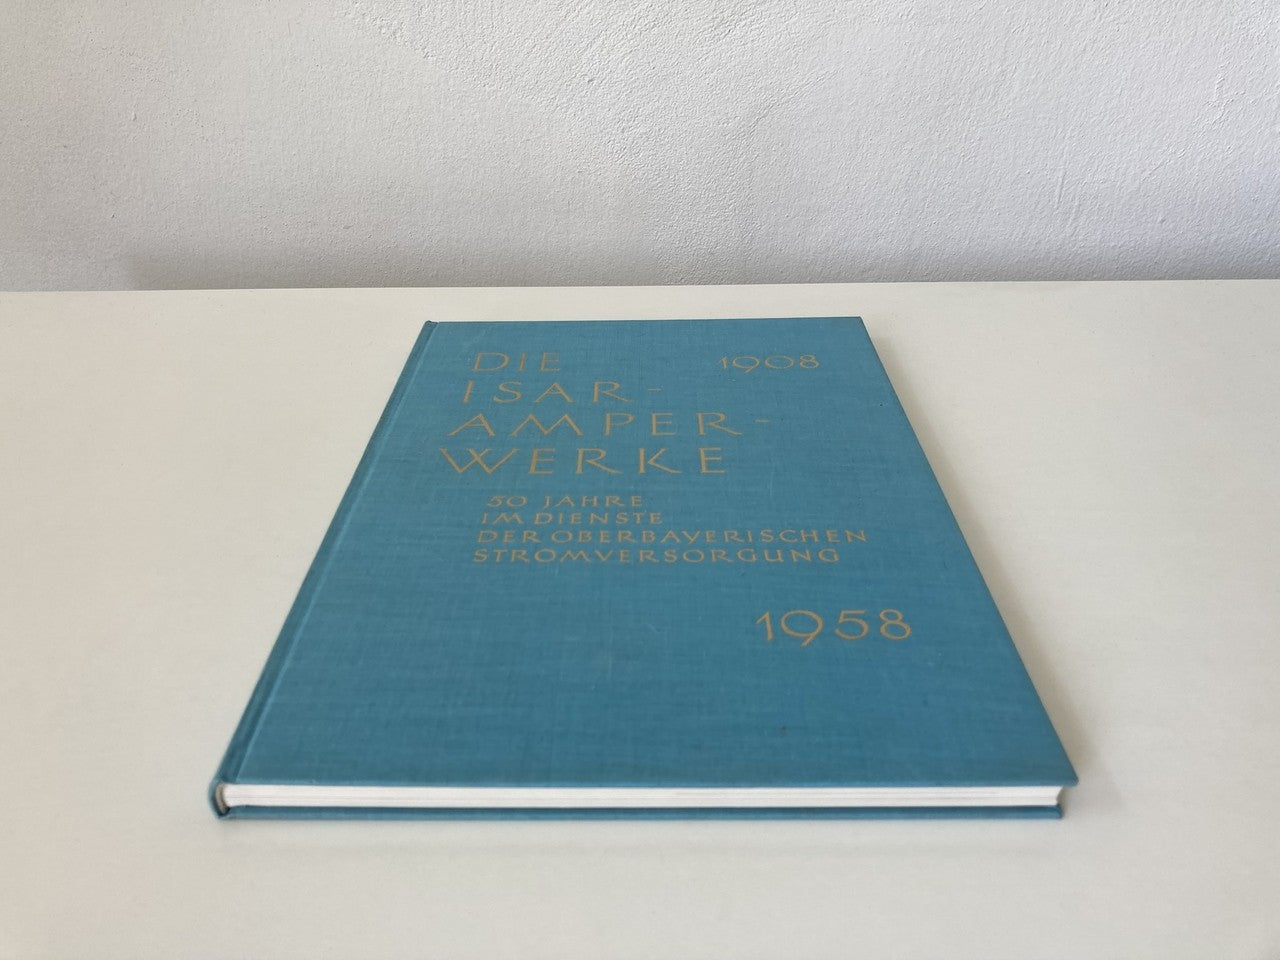 DIE 1908
ISAR-
AMPER-
WERKE
50 JAHRE
IM DIENSTE
DER OBERBAYERISCHEN
STROMVERSORGUNG
1958